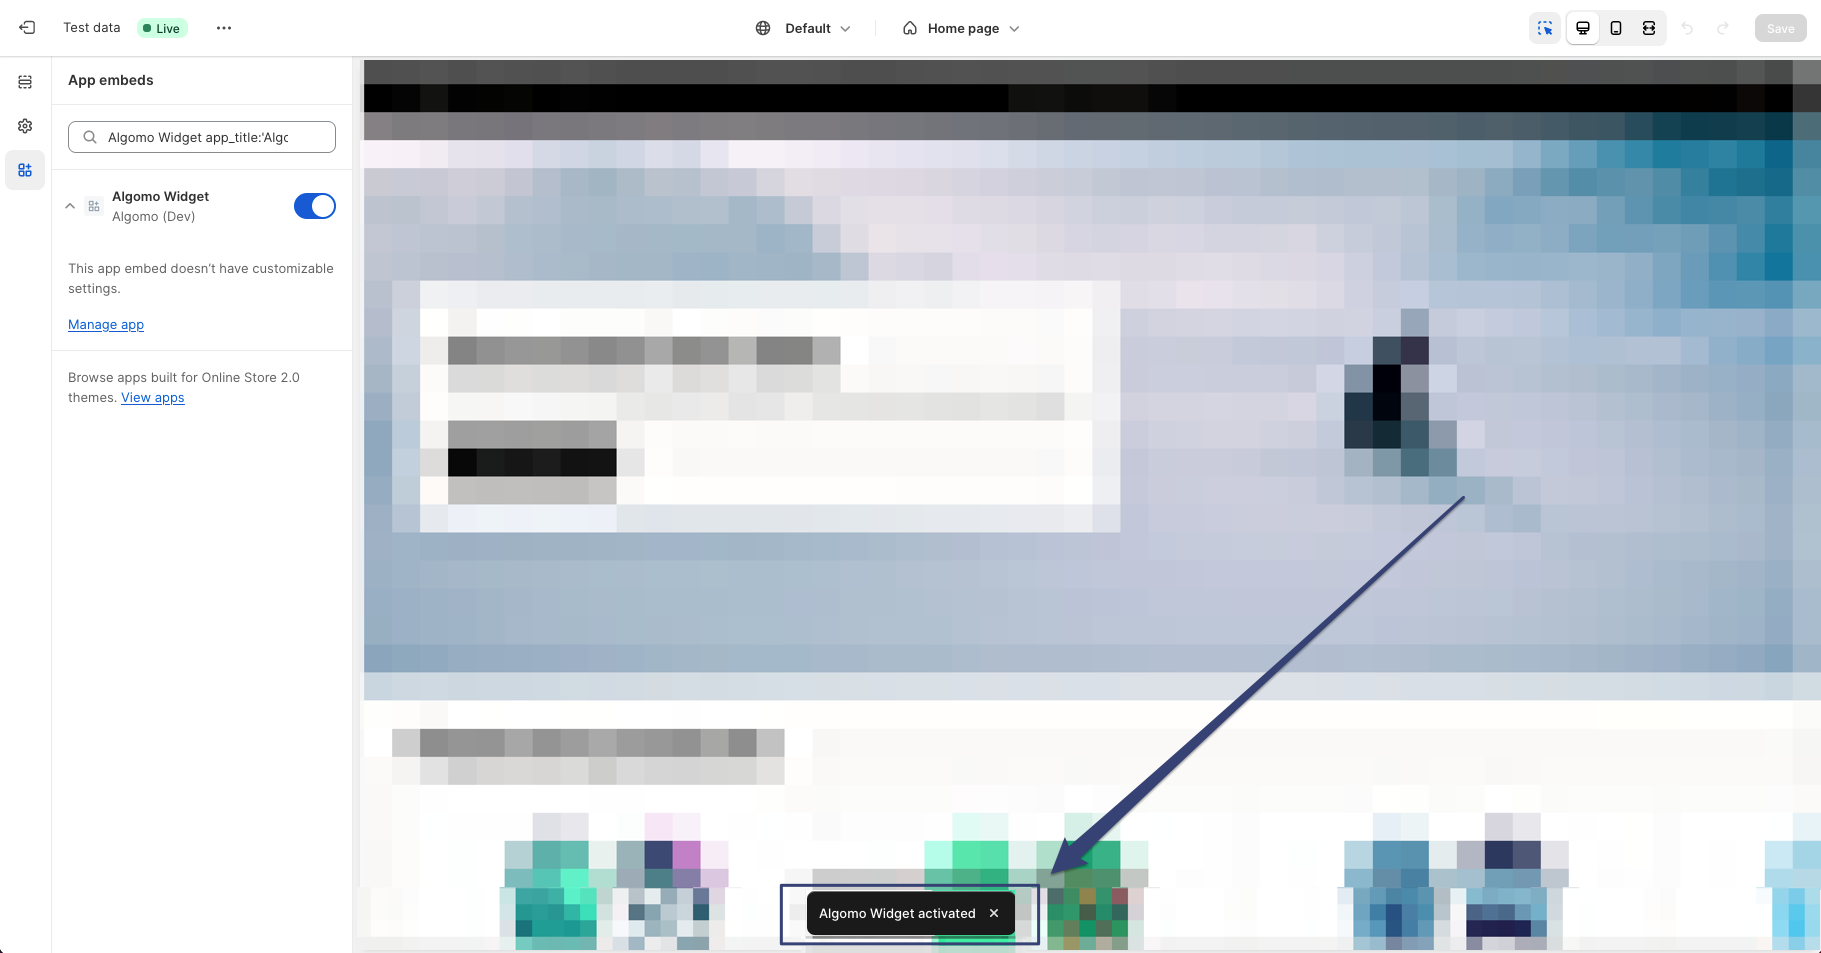 Test data
Live
Default
Home page
Save
App embeds
Algomo Widget app_title:'Algc
Algomo Widget
Algomo (Dev)
This app embed doesn’t have customizable
settings.
Manage app
Browse apps built for Online Store 2.0
themes. View apps
Algomo Widget activated